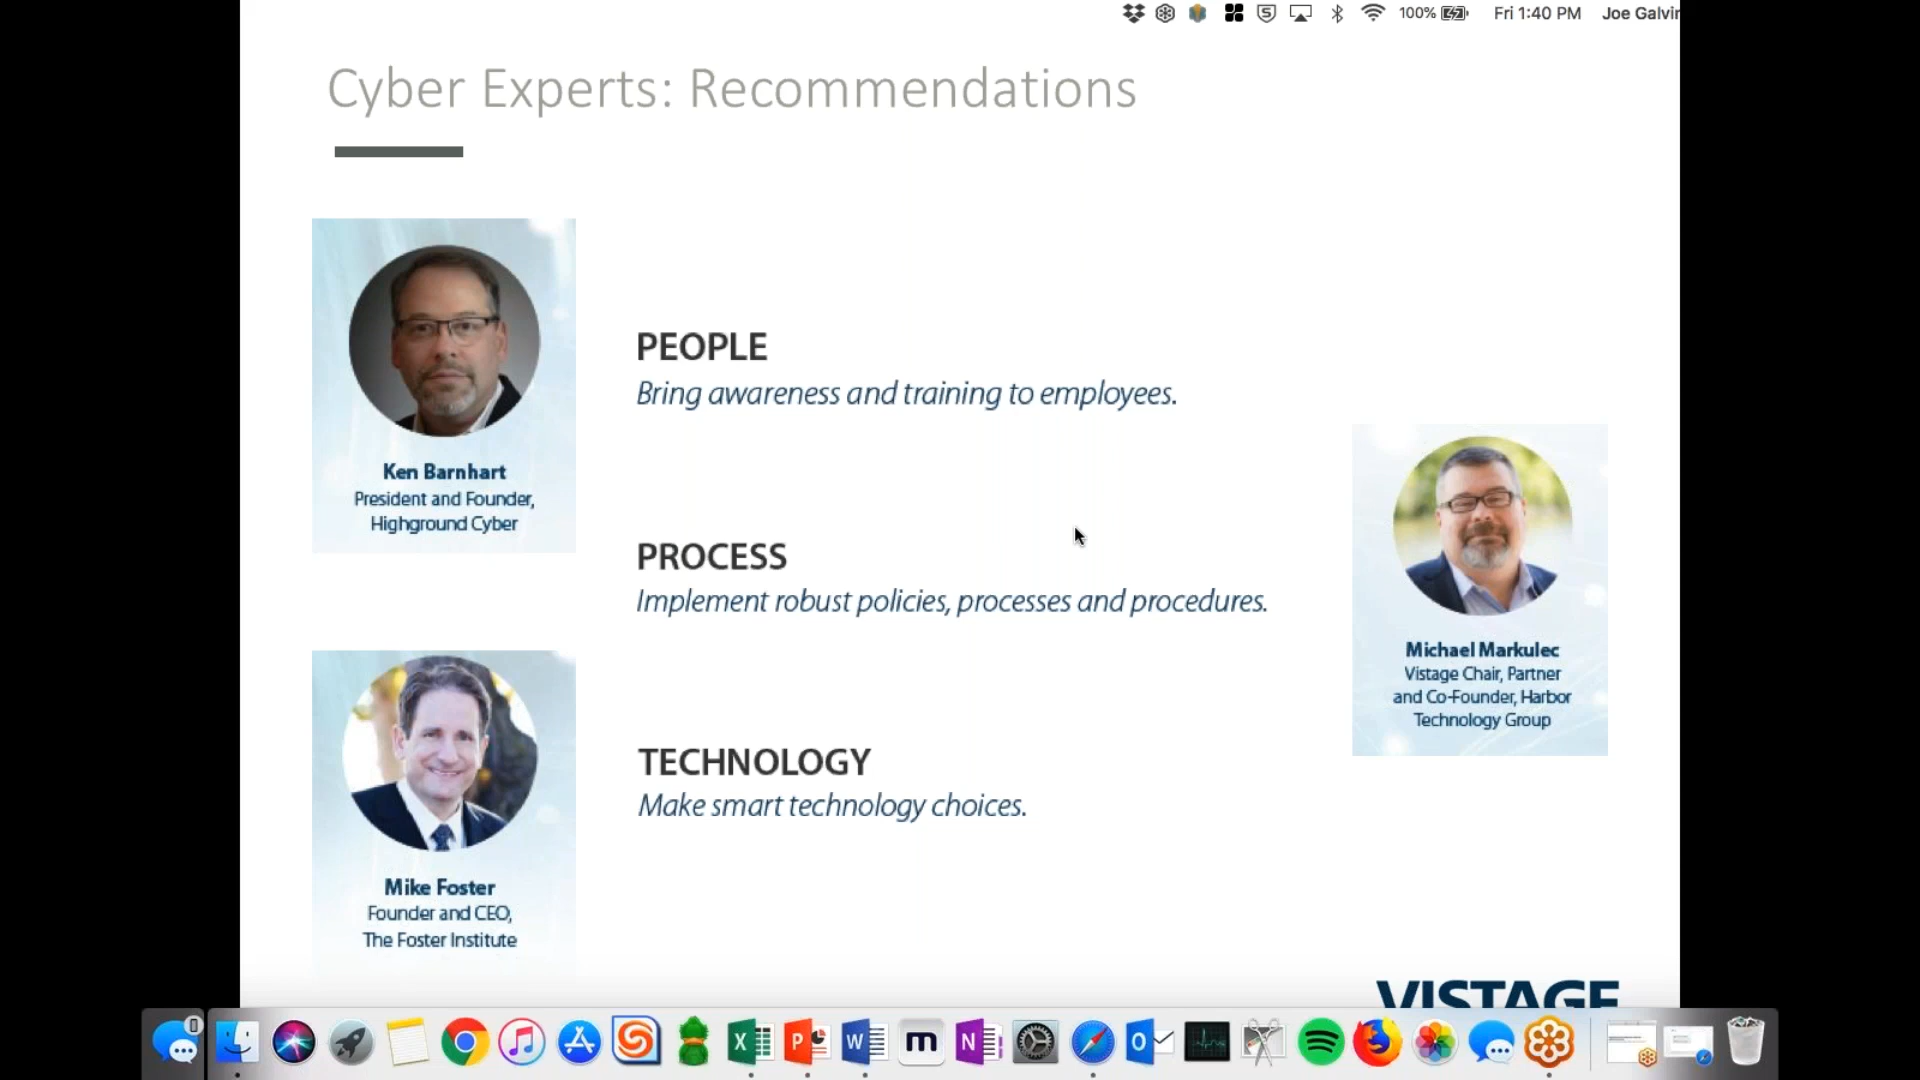 100% Fri 1:40 PM Joe Galvin
Cyber Experts: Recommendations
Ken Barnhart
President and Founder,
Highground Cyber
PEOPLE
Bring awareness and training to employees.
PROCESS
Implement robust policies, processes and procedures.
Michael Markulec
Vistage Chair, Partner
and Co-Founder, Harbor
Technology Group
Mike Foster
Founder and CEO,
The Foster Institute
TECHNOLOGY
Make smart technology choices.
VISTAGE